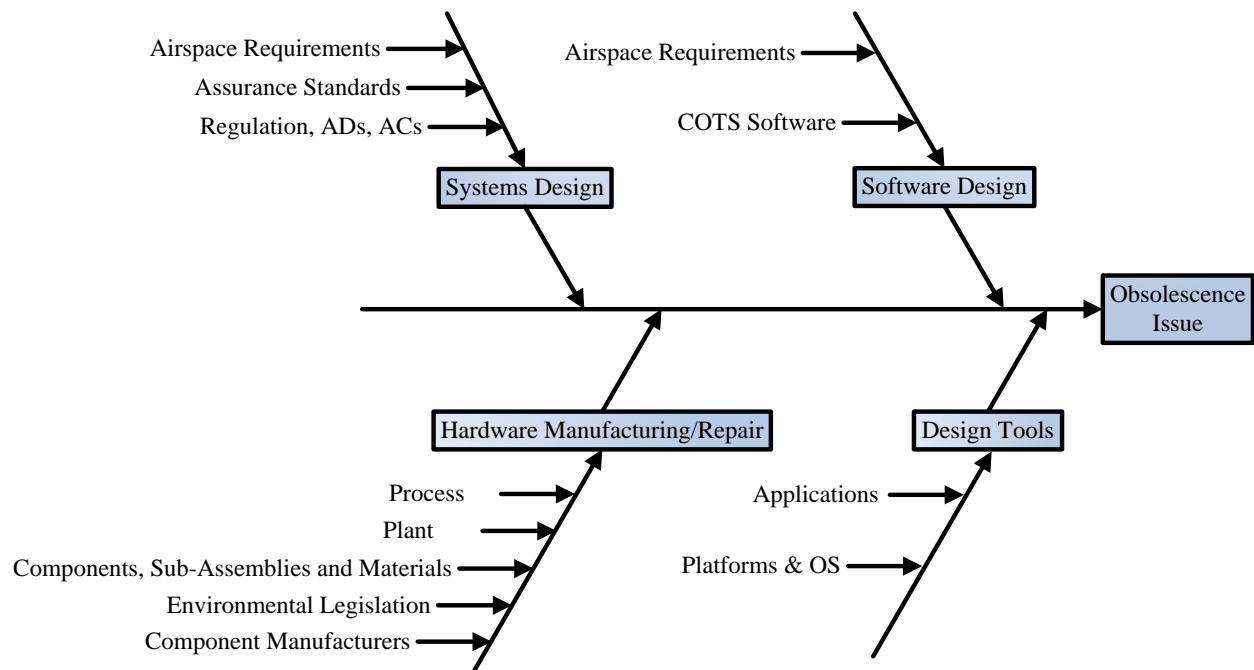 Airspace Requirements
Assurance Standards
Regulation, ADs, ACs
Systems Design
Airspace Requirements
COTS Software
Software Design
Obsolescence
Issue
Hardware Manufacturing/Repair
Process
Plant
Components, Sub-Assemblies and Materials
Environmental Legislation
Component Manufacturers
Design Tools
Applications
Platforms & OS